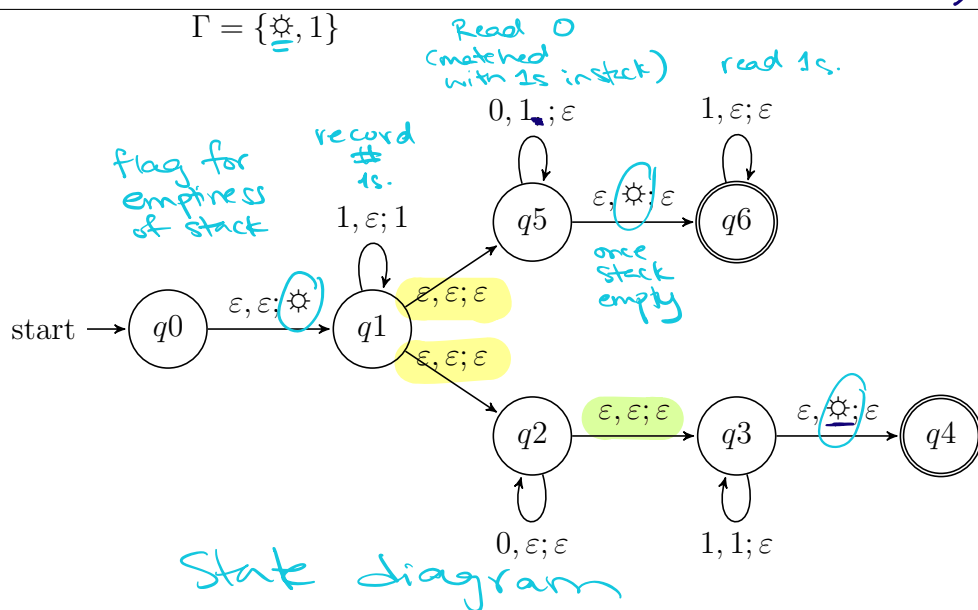 Γ = {☼, 1}
Read 0
(matched
with 1s in stack)
read 1s.
0, 1, ; ε
1, ε; ε
record
#
1s.
flag for
emptiness
of stack
1, ε; 1
q5
ε, ☼; ε
q6
once
stack
empty
ε, ε; ☼
ε, ε; ε
start
q0
q1
ε, ε; ε
q2
ε, ε; ε
q3
ε, ☼; ε
q4
0, ε; ε
1, 1; ε
State diagram